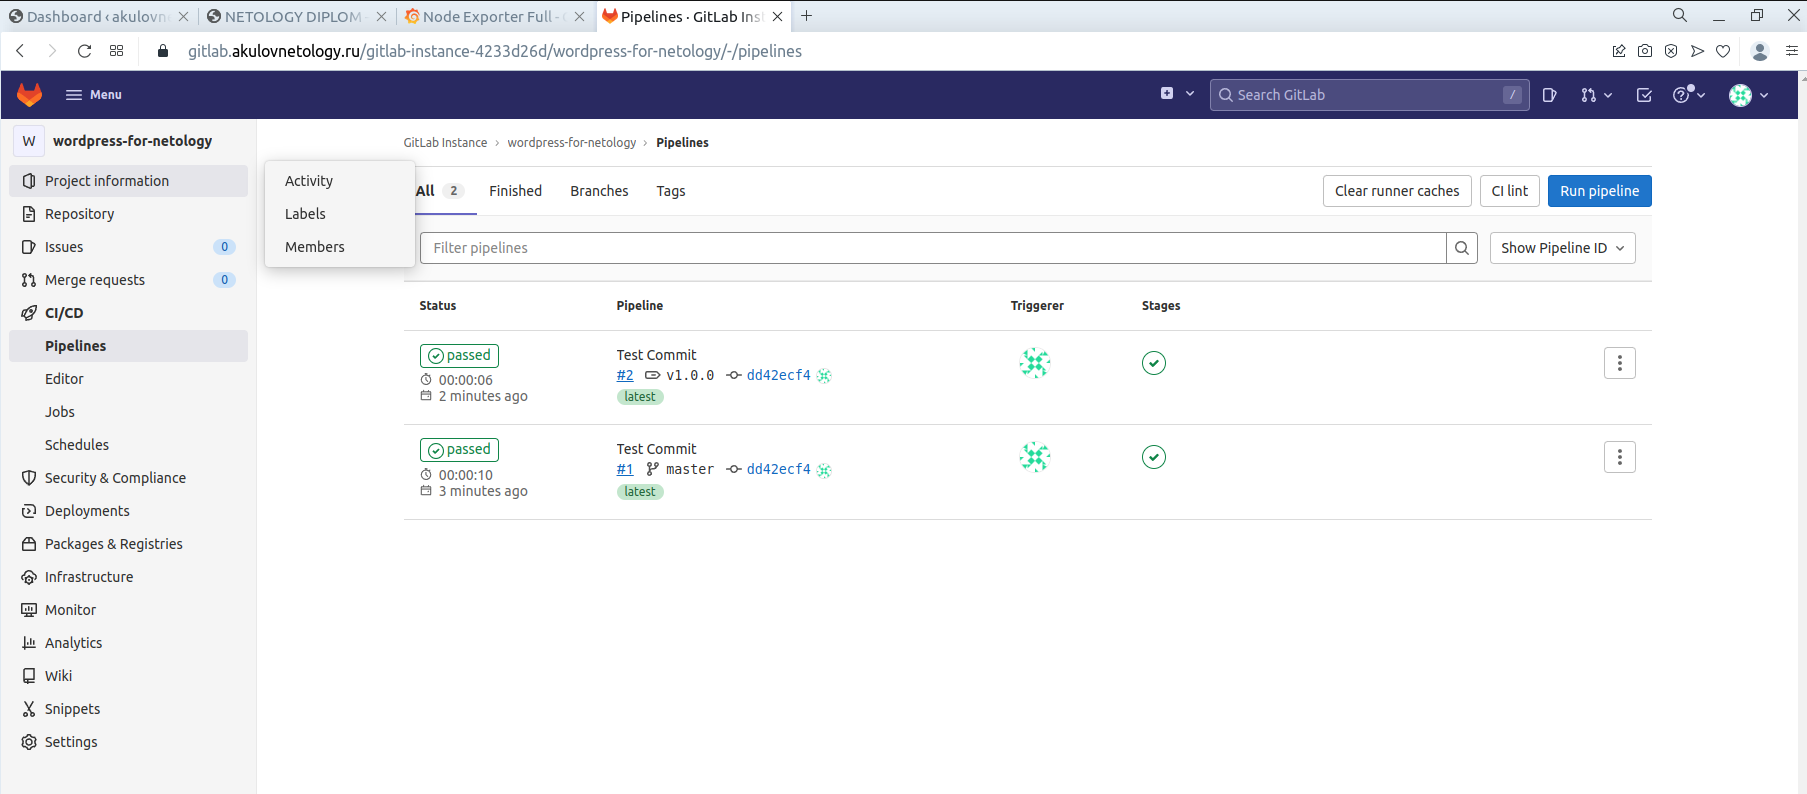 Dashboard ‹ akulovn
NETOLOGY DIPLOM
Node Exporter Full -
Pipelines · GitLab Inst
gitlab.akulovnetology.ru/gitlab-instance-4233d26d/wordpress-for-netology/-/pipelines
Menu
Search GitLab
/
W
wordpress-for-netology
Project information
Repository
Issues
0
Merge requests
0
CI/CD
Pipelines
Editor
Jobs
Schedules
Security & Compliance
Deployments
Packages & Registries
Infrastructure
Monitor
Analytics
Wiki
Snippets
Settings
Activity
Labels
Members
GitLab Instance › wordpress-for-netology › Pipelines
All 2 Finished Branches Tags
Clear runner caches
CI lint
Run pipeline
Filter pipelines
Show Pipeline ID
Status Pipeline Triggerer Stages
passed
00:00:06
2 minutes ago
Test Commit
#2 v1.0.0 dd42ecf4
latest
passed
00:00:10
3 minutes ago
Test Commit
#1 master dd42ecf4
latest